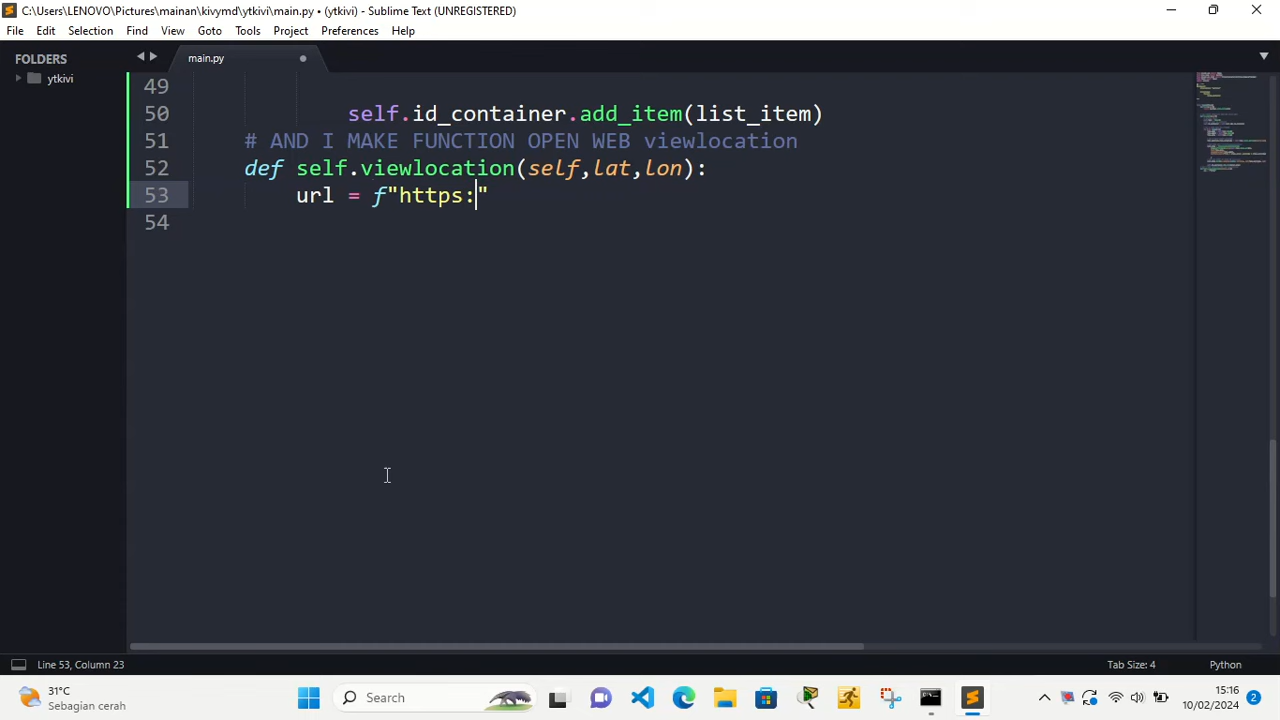 C:\Users\LENOVO\Pictures\mainan\kivymd\ytkivi\main.py • (ytkivi) - Sublime Text (UNREGISTERED)
File Edit Selection Find View Goto Tools Project Preferences Help
FOLDERS
ytkivi
main.py
49
50 self.id_container.add_item(list_item)
51 # AND I MAKE FUNCTION OPEN WEB viewlocation
52 def self.viewlocation(self,lat,lon):
53 url = f"https:"
54
Line 53, Column 23
Tab Size: 4
Python
31°C
Sebagian cerah
Search
15:16
10/02/2024
2